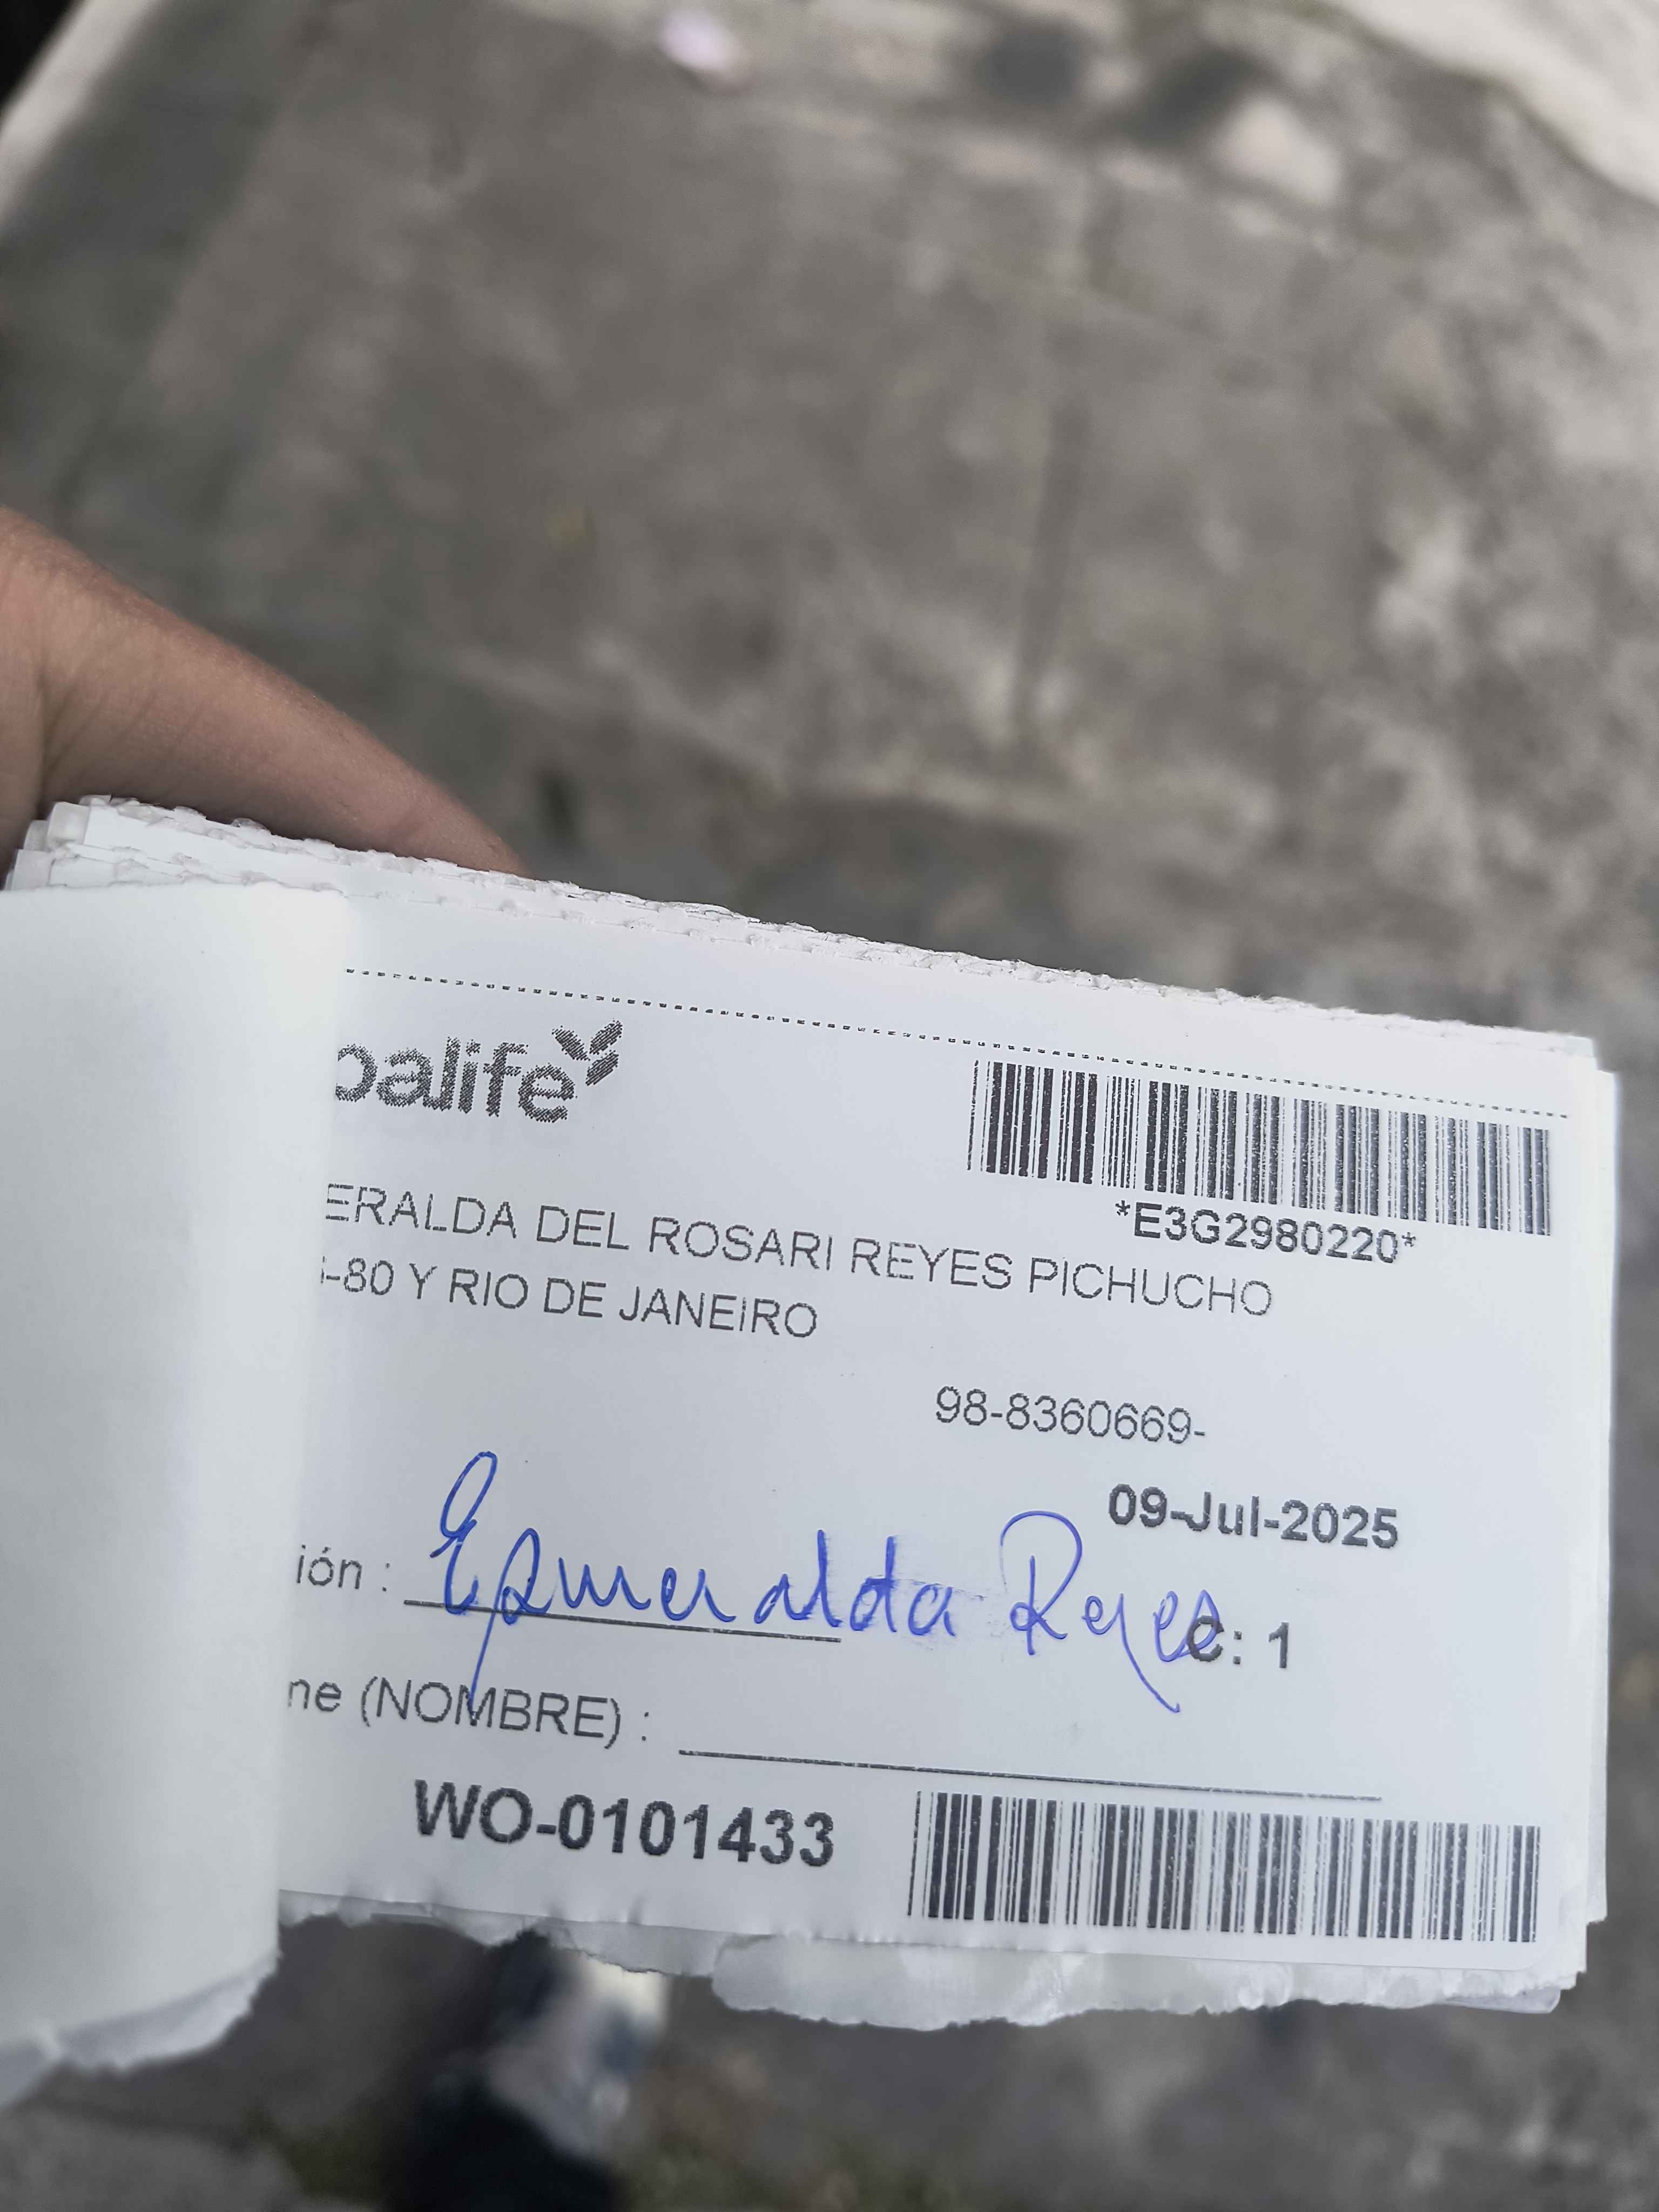 balife
*E3G2980220*
ERALDA DEL ROSARI REYES PICHUCHO
-80 Y RIO DE JANEIRO
98-8360669-
09-Jul-2025
ión : Esmeralda Reyes
C: 1
ne (NOMBRE) :
WO-0101433